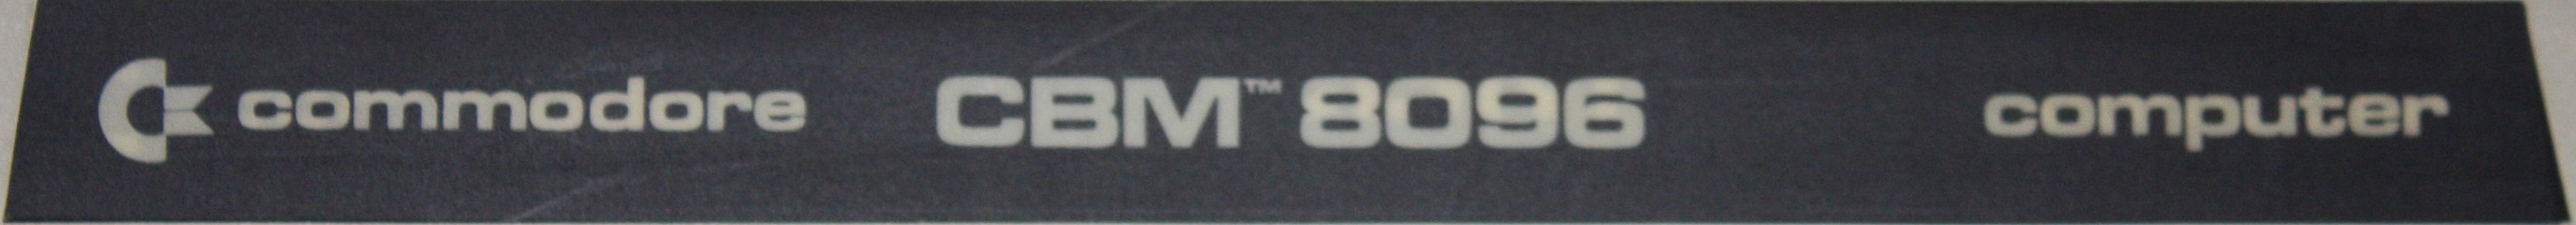 commodore CBM™ 8096 computer